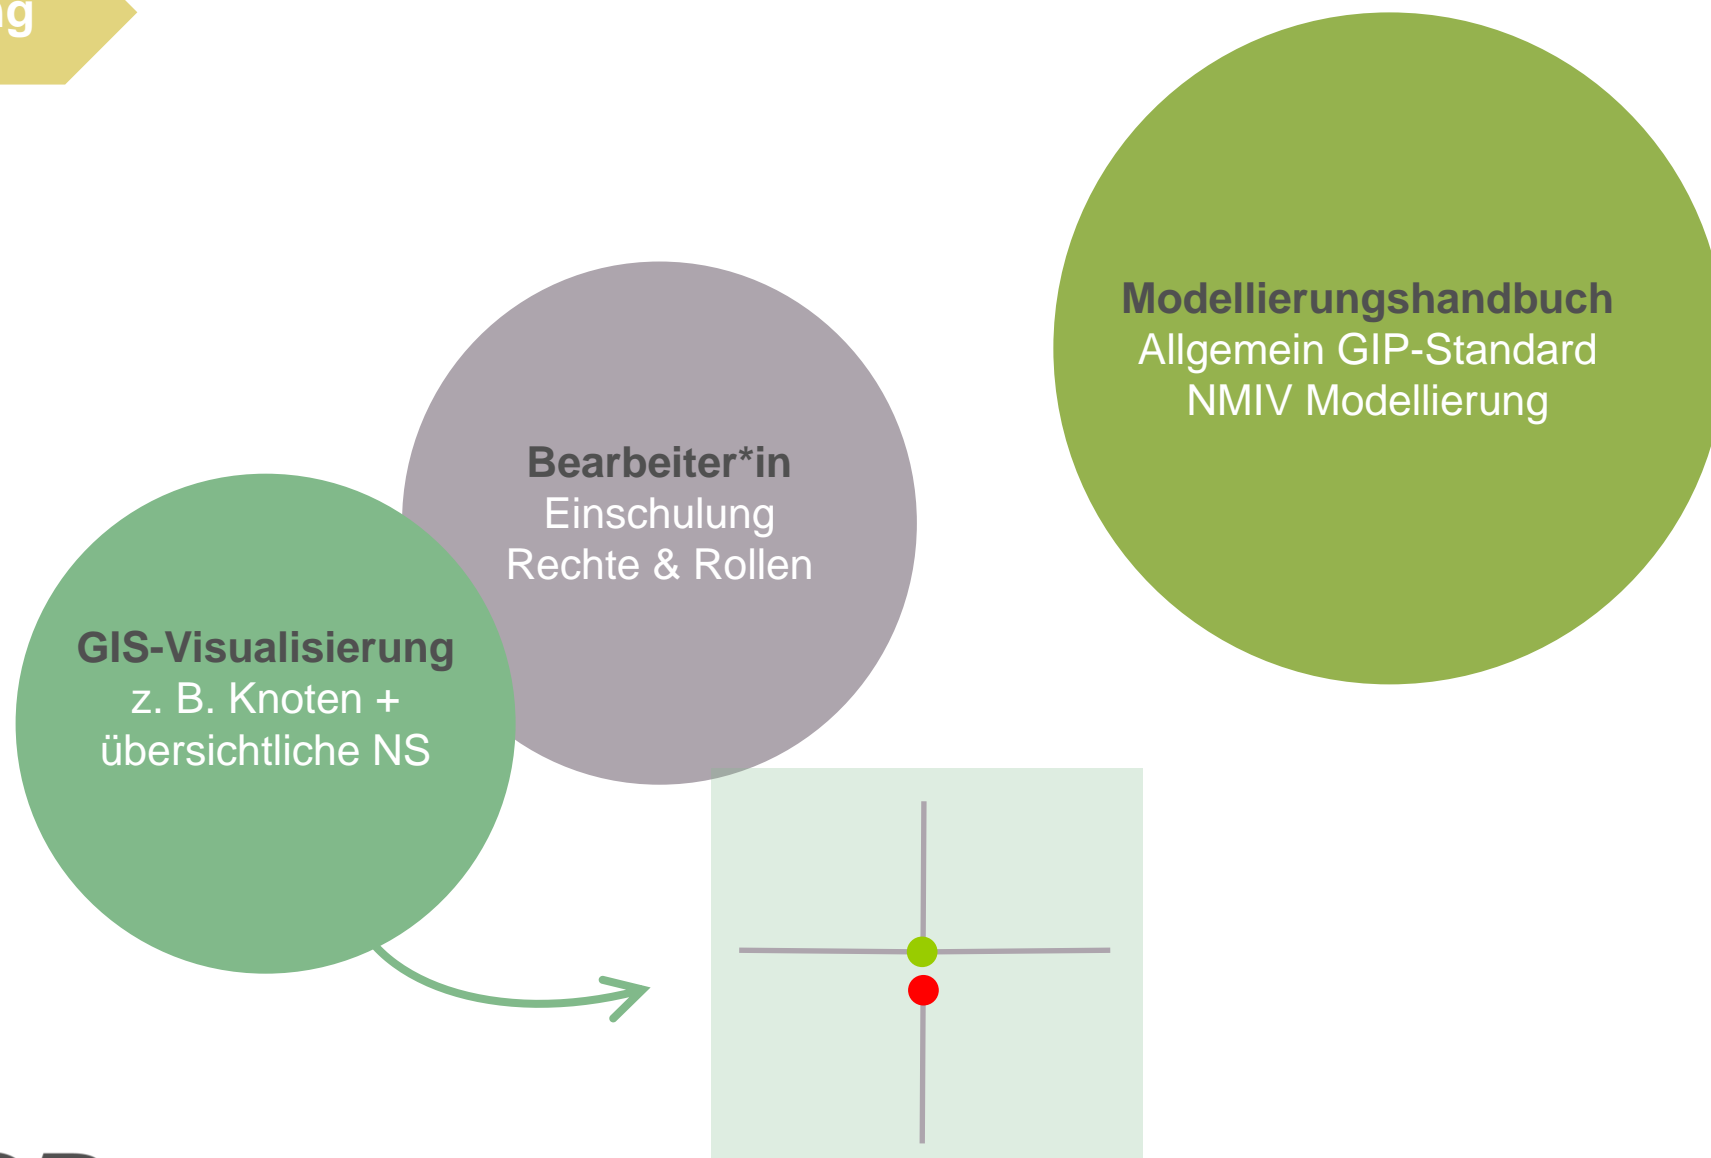 Modellierungshandbuch
Allgemein GIP-Standard
NMIV Modellierung
Bearbeiter*in
Einschulung
Rechte & Rollen
GIS-Visualisierung
z. B. Knoten +
übersichtliche NS